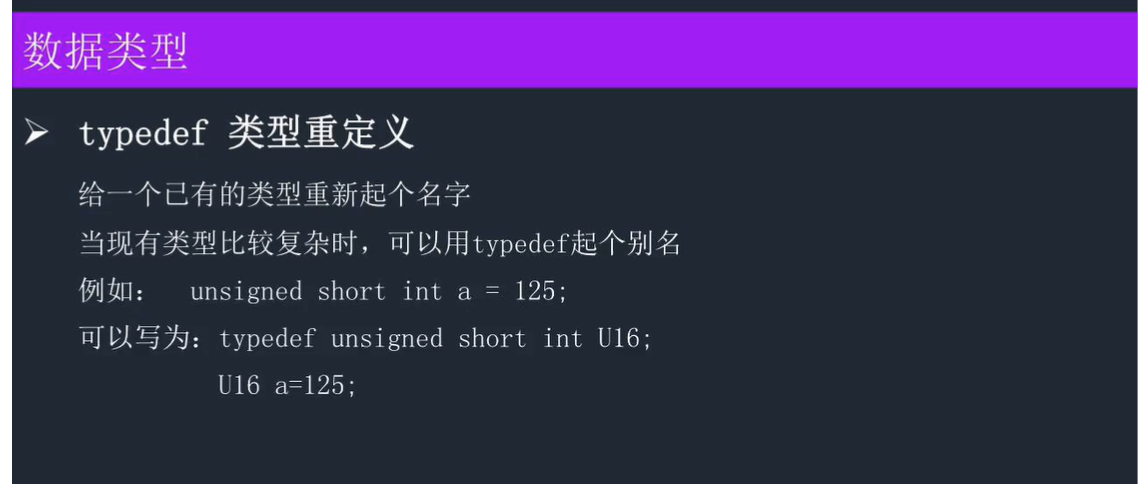 数据类型
➤ typedef 类型重定义
给一个已有的类型重新起个名字
当现有类型比较复杂时，可以用typedef起个别名
例如： unsigned short int a = 125;
可以写为：typedef unsigned short int U16;
U16 a=125;